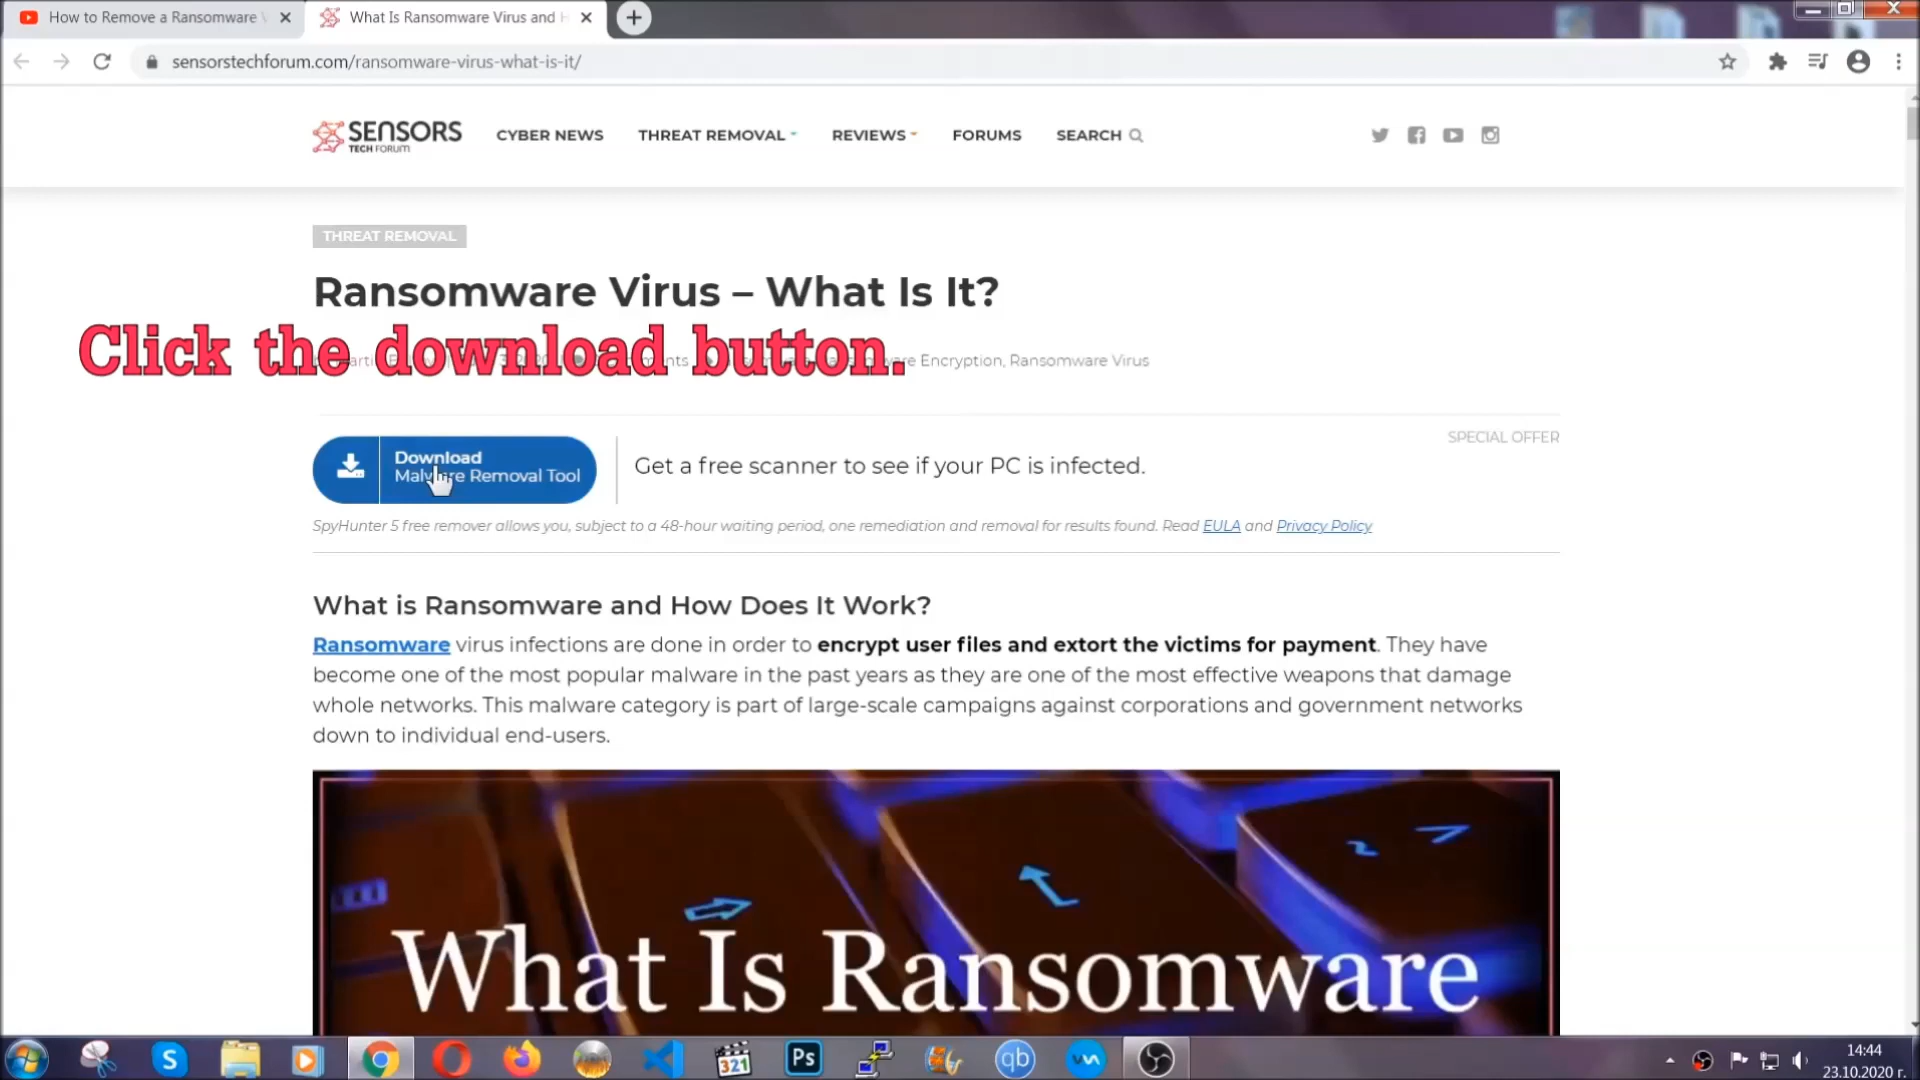 How to Remove a Ransomware
What Is Ransomware Virus and
sensorstechforum.com/ransomware-virus-what-is-it/
SENSORS
TECH FORUM
CYBER NEWS
THREAT REMOVAL
REVIEWS
FORUMS
SEARCH
THREAT REMOVAL
Ransomware Virus – What Is It?
Click the download button.
Encryption, Ransomware Virus
SPECIAL OFFER
Download
Malware Removal Tool
Get a free scanner to see if your PC is infected.
SpyHunter 5 free remover allows you, subject to a 48-hour waiting period, one remediation and removal for results found. Read EULA and Privacy Policy
What is Ransomware and How Does It Work?
Ransomware virus infections are done in order to encrypt user files and extort the victims for payment. They have
become one of the most popular malware in the past years as they are one of the most effective weapons that damage
whole networks. This malware category is part of large-scale campaigns against corporations and government networks
down to individual end-users.
What Is Ransomware
S
321
Ps
qb
14:44
23.10.2020 г.